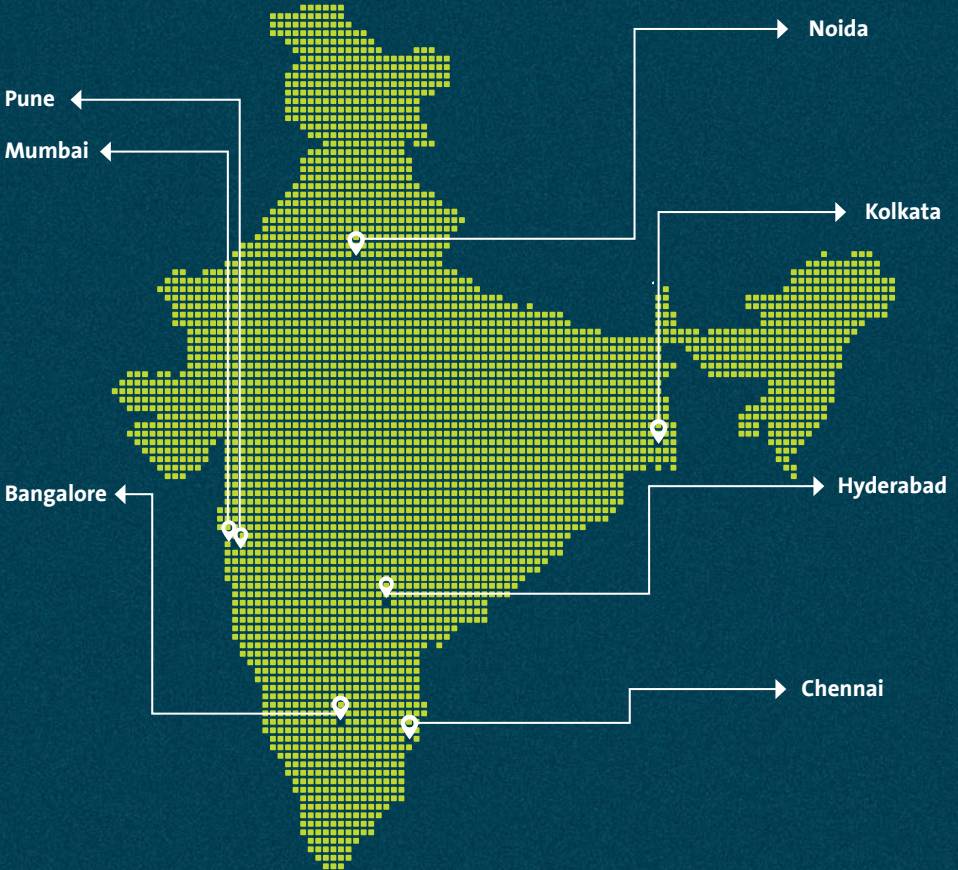 Noida
Pune
Mumbai
Kolkata
Hyderabad
Bangalore
Chennai